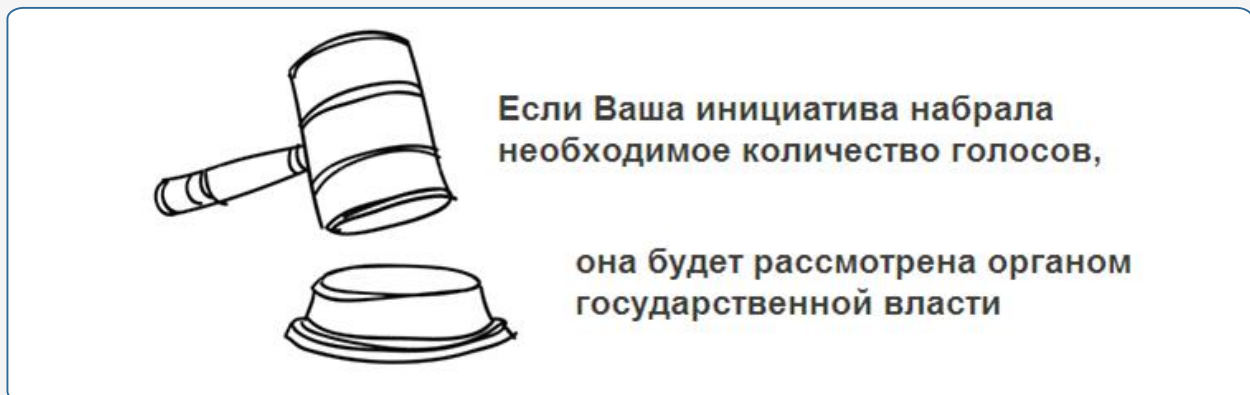 Если Ваша инициатива набрала
необходимое количество голосов,
она будет рассмотрена органом
государственной власти